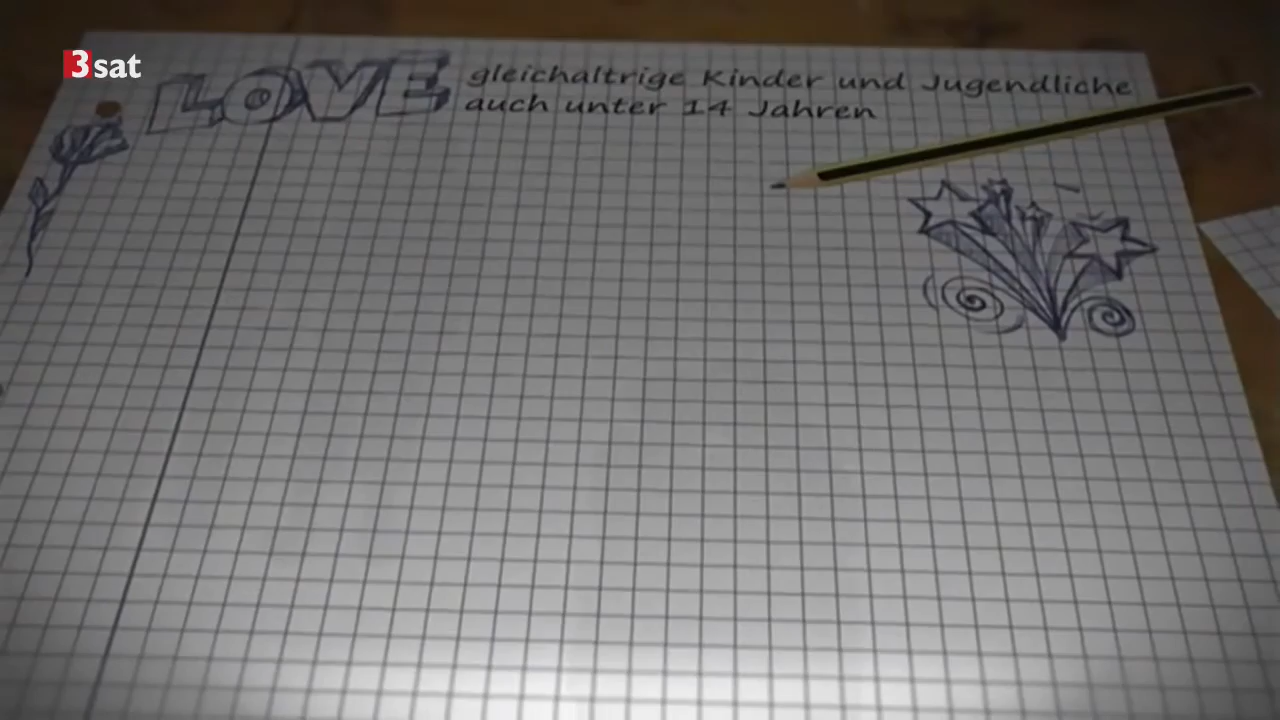 3sat
LOVE gleichaltrige Kinder und Jugendliche
auch unter 14 Jahren